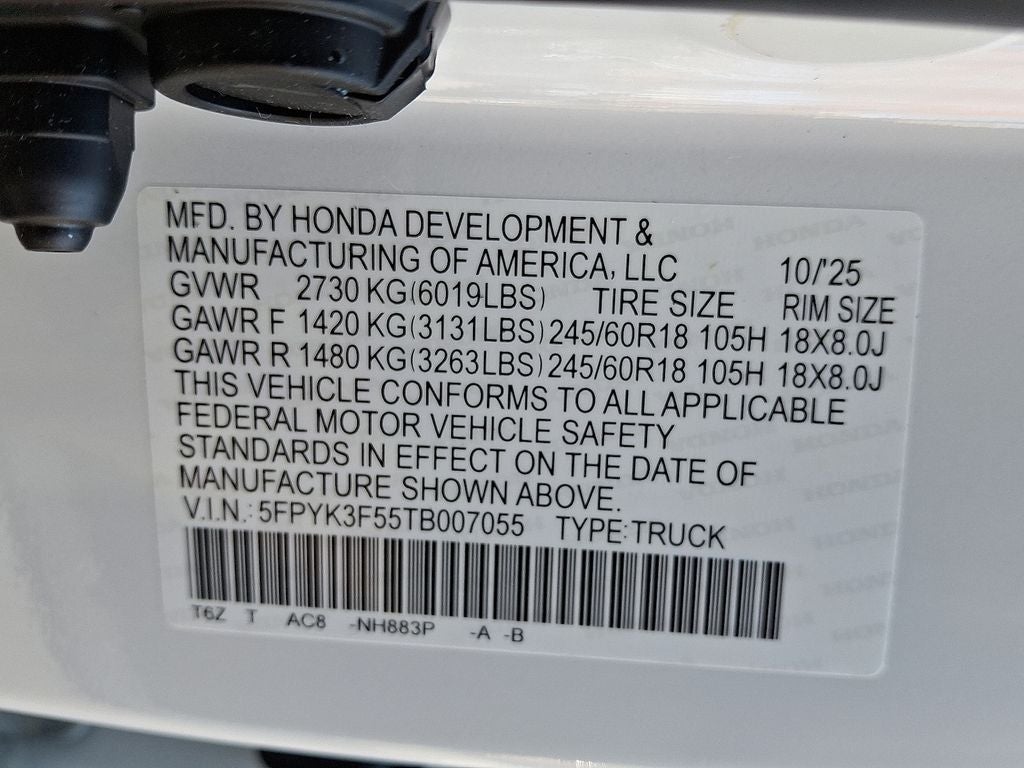 MFD. BY HONDA DEVELOPMENT &
MANUFACTURING OF AMERICA, LLC 10/'25
GVWR 2730 KG(6019LBS) TIRE SIZE RIM SIZE
GAWR F 1420 KG(3131LBS) 245/60R18 105H 18X8.0J
GAWR R 1480 KG(3263LBS) 245/60R18 105H 18X8.0J
THIS VEHICLE CONFORMS TO ALL APPLICABLE
FEDERAL MOTOR VEHICLE SAFETY
STANDARDS IN EFFECT ON THE DATE OF
MANUFACTURE SHOWN ABOVE.
V.I.N.: 5FPYK3F55TB007055 TYPE:TRUCK
T6Z T AC8 -NH883P -A -B